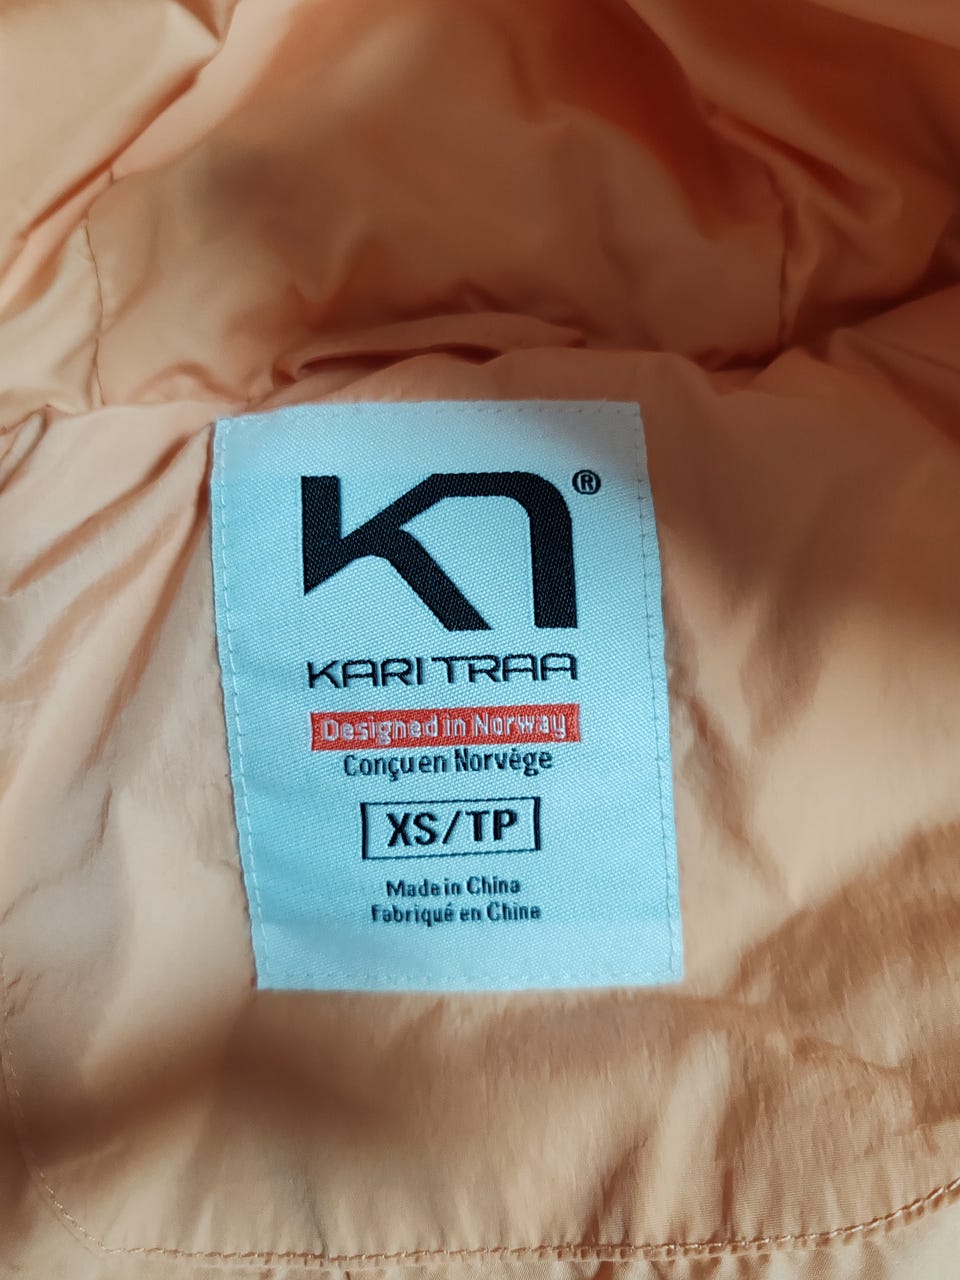 ®
KARI TRAA
Designed in Norway
Conçu en Norvège
XS/TP
Made in China
Fabriqué en Chine